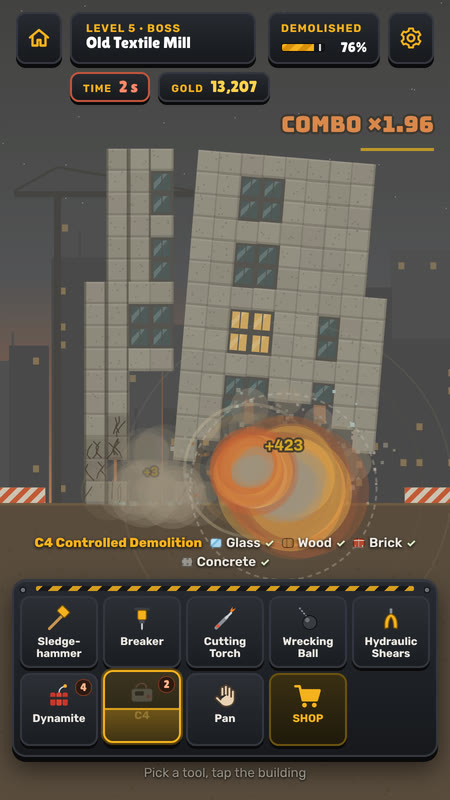 LEVEL 5 · BOSS
Old Textile Mill
DEMOLISHED
76%
TIME 2 s
GOLD 13,207
COMBO ×1.96
+423
C4 Controlled Demolition Glass ✓ Wood ✓ Brick ✓
Concrete ✓
Sledge-
hammer
Breaker
Cutting
Torch
Wrecking
Ball
Hydraulic
Shears
4
Dynamite
2
C4
Pan
SHOP
Pick a tool, tap the building